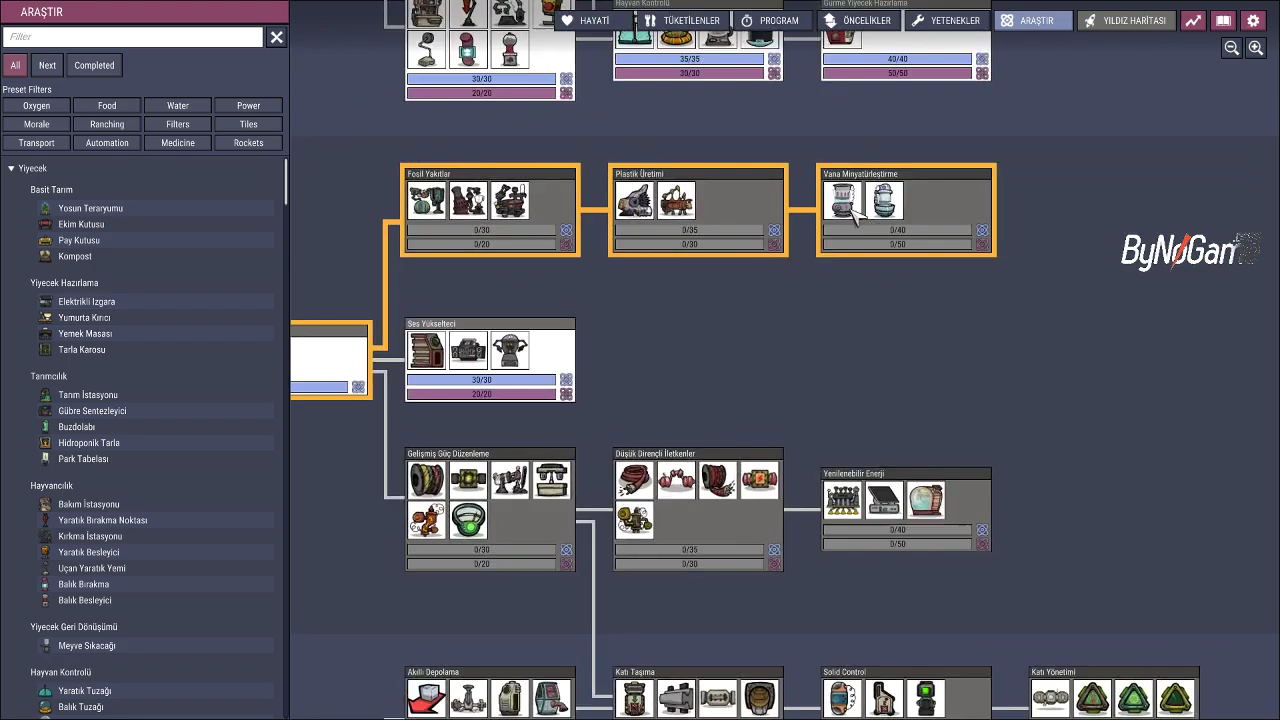 ARAŞTIR
Filter
All
Next
Completed
Preset Filters
Oxygen
Food
Water
Power
Morale
Ranching
Filters
Tiles
Transport
Automation
Medicine
Rockets
Yiyecek
Basit Tarım
Yosun Teraryumu
Ekim Kutusu
Pay Kutusu
Kompost
Yiyecek Hazırlama
Elektrikli Izgara
Yumurta Kırıcı
Yemek Masası
Tarla Karosu
Tarımcılık
Tarım İstasyonu
Gübre Sentezleyici
Buzdolabı
Hidroponik Tarla
Park Tabelası
Hayvancılık
Bakım İstasyonu
Yaratık Bırakma Noktası
Kırkma İstasyonu
Yaratık Besleyici
Uçan Yaratık Yemi
Balık Bırakma
Balık Besleyici
Yiyecek Geri Dönüşümü
Meyve Sıkacağı
Hayvan Kontrolü
Yaratık Tuzağı
Balık Tuzağı
HAYATİ
TÜKETİLENLER
PROGRAM
ÖNCELİKLER
YETENEKLER
ARAŞTIR
YILDIZ HARİTASI
Hayvan Kontrolü
Gurme Yiyecek Hazırlama
30/30
20/20
35/35
30/30
40/40
50/50
Fosil Yakıtlar
0/30
0/20
Plastik Üretimi
0/35
0/30
Vana Minyatürleştirme
0/40
0/50
ByNoGame
Ses Yükselteci
30/30
20/20
Gelişmiş Güç Düzenleme
0/30
0/20
Düşük Dirençli İletkenler
0/35
0/30
Yenilenebilir Enerji
0/40
0/50
Akıllı Depolama
Katı Taşıma
Solid Control
Katı Yönetimi